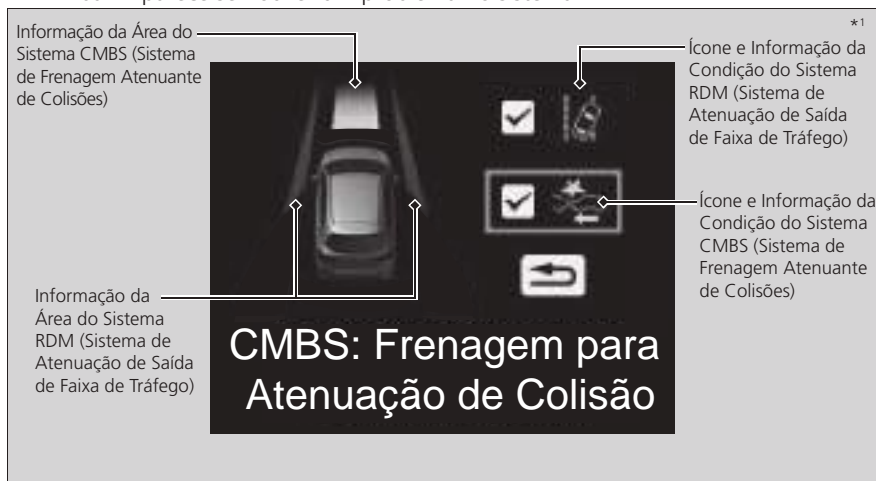 *1
Informação da Área do
Sistema CMBS (Sistema
de Frenagem Atenuante
de Colisões)
Ícone e Informação da
Condição do Sistema
RDM (Sistema de
Atenuação de Saída
de Faixa de Tráfego)
Ícone e Informação da
Condição do Sistema
CMBS (Sistema de
Frenagem Atenuante
de Colisões)
Informação da
Área do Sistema
RDM (Sistema de
Atenuação de Saída
de Faixa de Tráfego)
CMBS: Frenagem para
Atenuação de Colisão